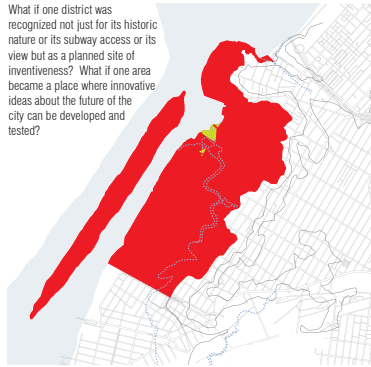 What if one district was
recognized not just for its historic
nature or its subway access or its
view but as a planned site of
inventiveness?  What if one area
became a place where innovative
ideas about the future of the
city can be developed and
tested?